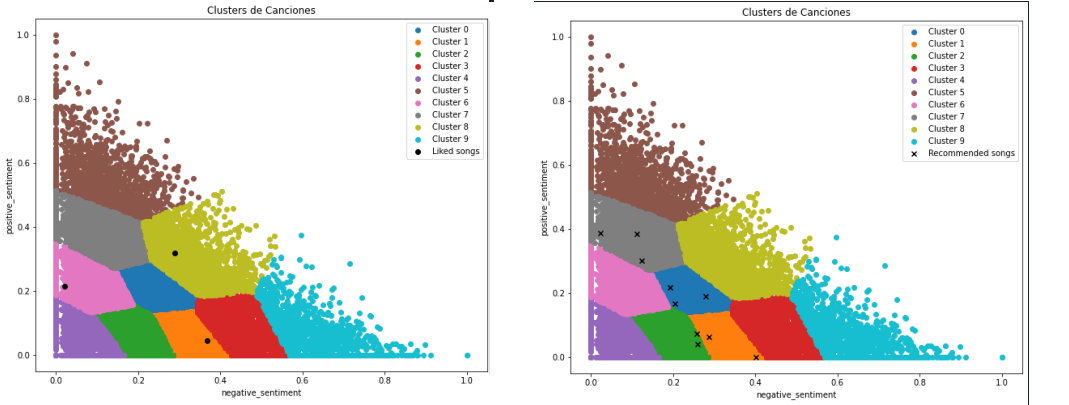 Clusters de Canciones
1.0
0.8
0.6
0.4
0.2
0.0
positive_sentiment
0.0
0.2
0.4
0.6
0.8
1.0
negative_sentiment
Cluster 0
Cluster 1
Cluster 2
Cluster 3
Cluster 4
Cluster 5
Cluster 6
Cluster 7
Cluster 8
Cluster 9
Liked songs
Clusters de Canciones
1.0
0.8
0.6
0.4
0.2
0.0
positive_sentiment
0.0
0.2
0.4
0.6
0.8
1.0
negative_sentiment
Cluster 0
Cluster 1
Cluster 2
Cluster 3
Cluster 4
Cluster 5
Cluster 6
Cluster 7
Cluster 8
Cluster 9
Recommended songs